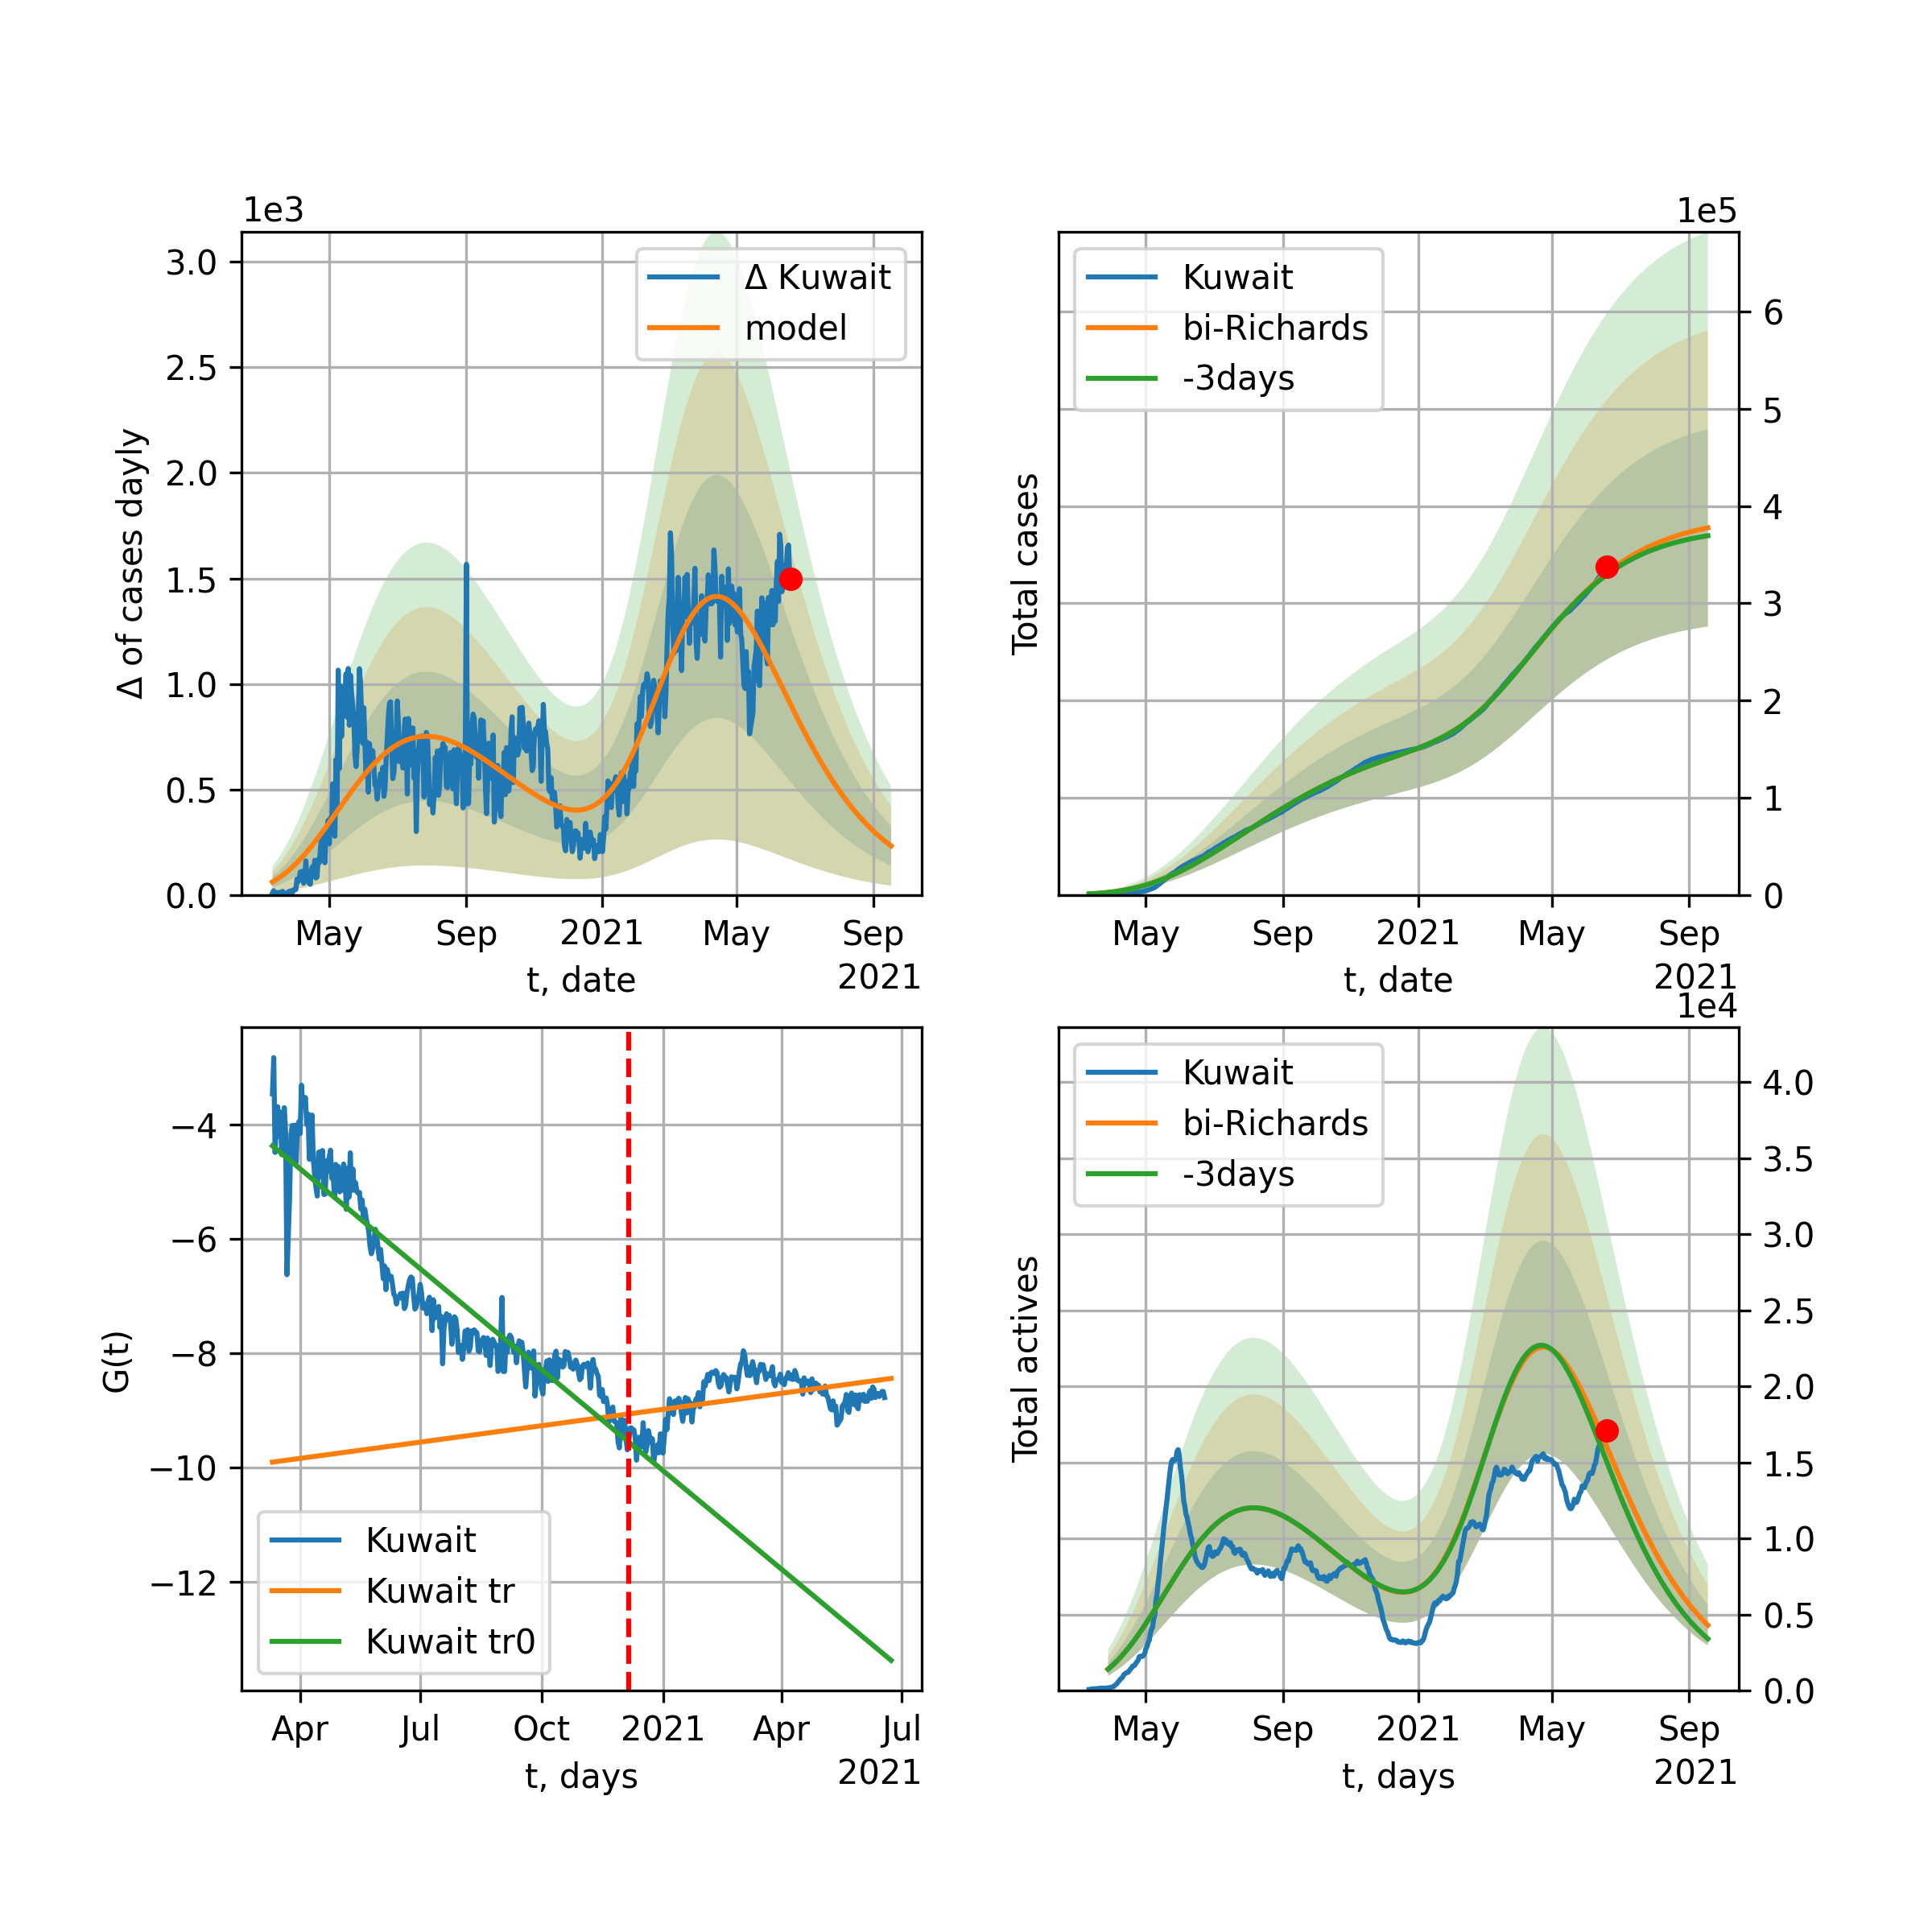 1e3
3.0
2.5
2.0
1.5
1.0
0.5
0.0
Δ of cases dayly
Δ Kuwait
model
May Sep 2021 May Sep
t, date
2021
1e5
Kuwait
bi-Richards
-3days
6
5
4
3
2
1
0
Total cases
May Sep 2021 May Sep
t, date
2021
−4
−6
−8
−10
−12
G(t)
Kuwait
Kuwait tr
Kuwait tr0
Apr Jul Oct 2021 Apr Jul
t, days
2021
1e4
Kuwait
bi-Richards
-3days
4.0
3.5
3.0
2.5
2.0
1.5
1.0
0.5
0.0
Total actives
May Sep 2021 May Sep
t, days
2021